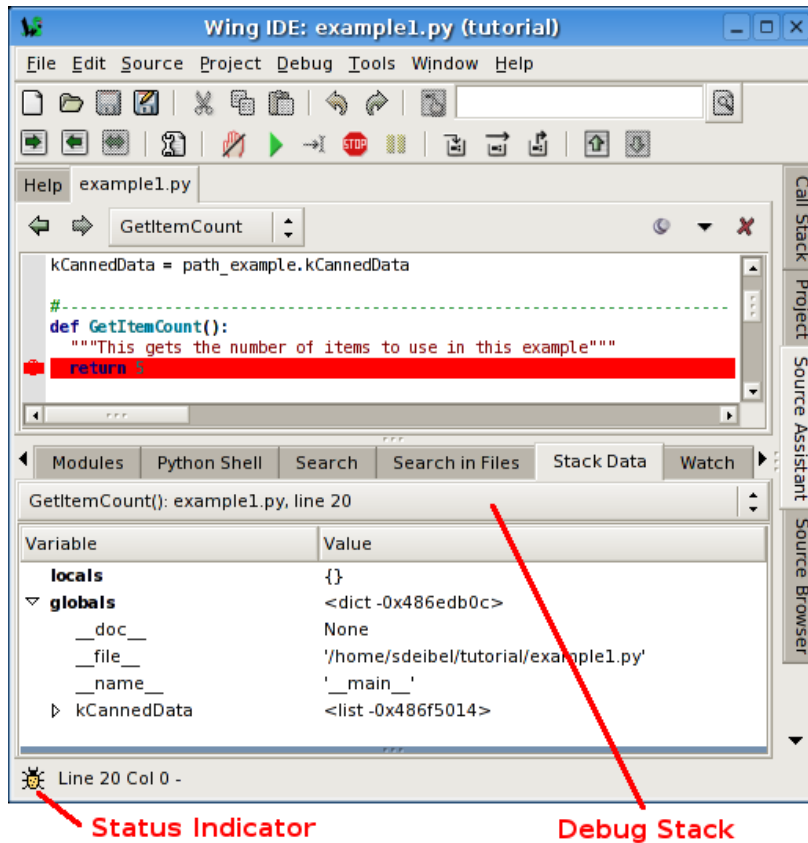 Wing IDE: example1.py (tutorial)
File Edit Source Project Debug Tools Window Help
STOP
Help example1.py
GetItemCount
kCannedData = path_example.kCannedData
#-----------------------------------------------------------------------
def GetItemCount():
"""This gets the number of items to use in this example"""
return 5
Modules Python Shell Search Search in Files Stack Data Watch
GetItemCount(): example1.py, line 20
Variable Value
locals {}
globals <dict -0x486edb0c>
__doc__ None
__file__ '/home/sdeibel/tutorial/example1.py'
__name__ '__main__'
kCannedData <list -0x486f5014>
Line 20 Col 0 -
Call Stack
Project
Source Assistant
Source Browser
Status Indicator
Debug Stack